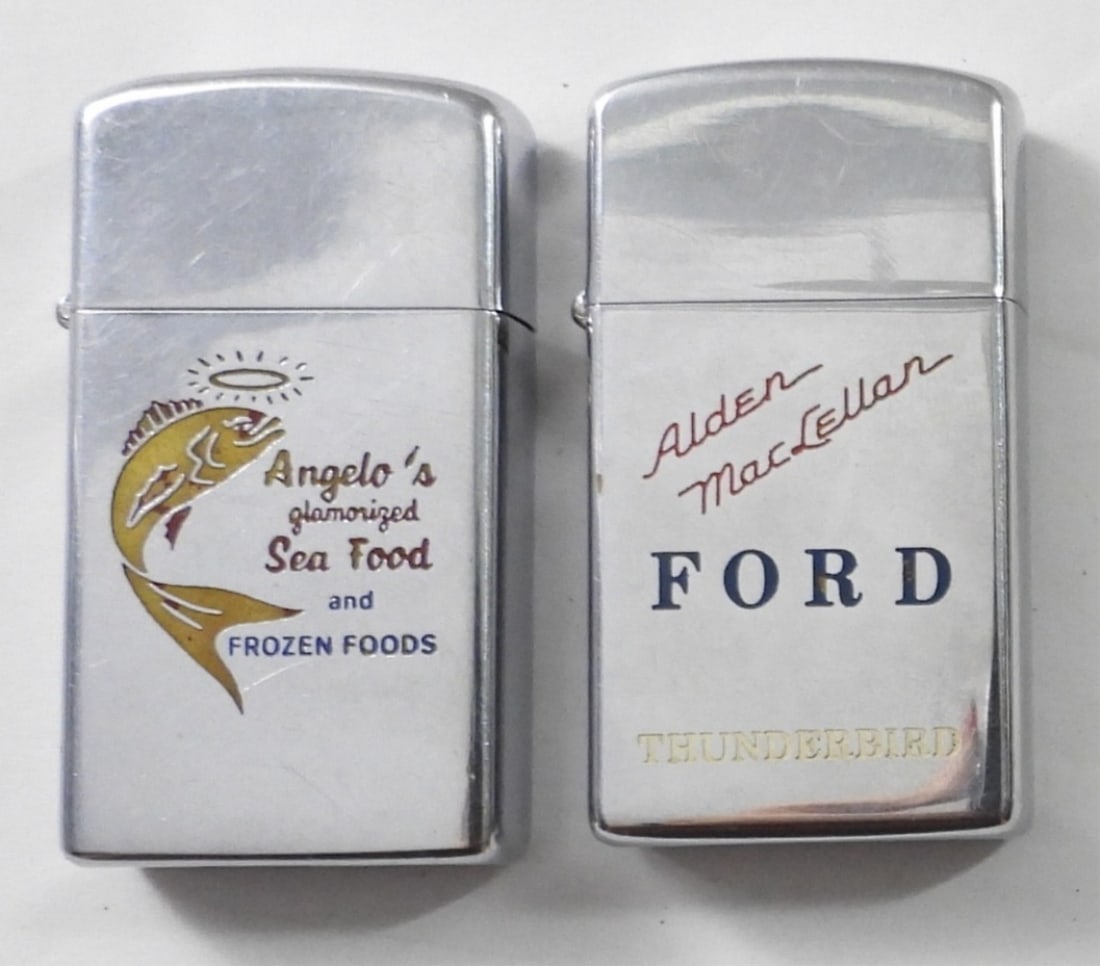 Angelo's
glamorized
Sea Food
and
FROZEN FOODS
Alden
MacLellan
FORD
THUNDERBIRD